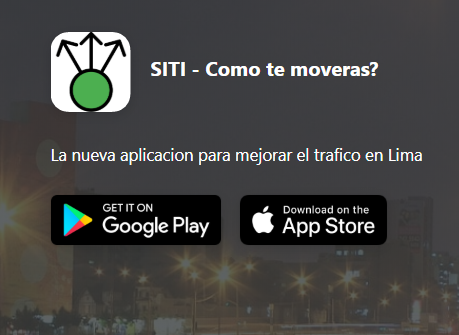 SITI - Como te moveras?
La nueva aplicacion para mejorar el trafico en Lima
GET IT ON
Google Play
Download on the
App Store